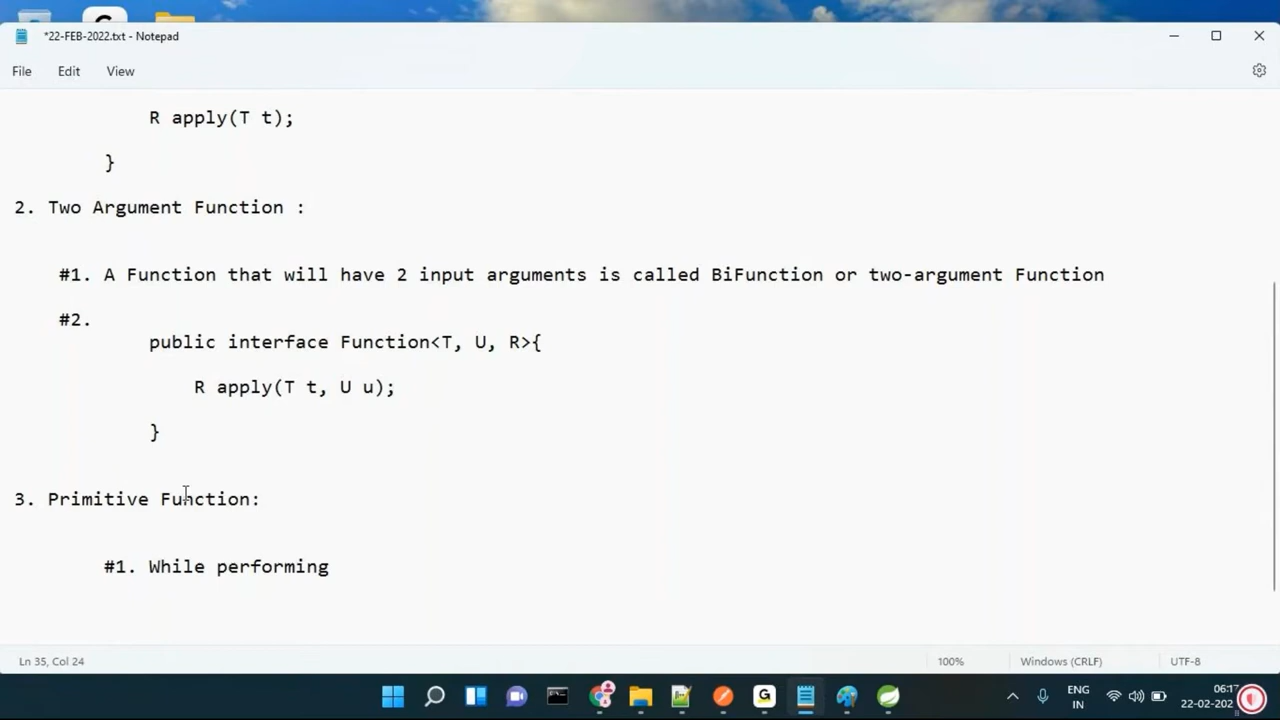 *22-FEB-2022.txt - Notepad
File Edit View
R apply(T t);
}
2. Two Argument Function :
#1. A Function that will have 2 input arguments is called BiFunction or two-argument Function
#2.
public interface Function<T, U, R>{
R apply(T t, U u);
}
3. Primitive Function:
#1. While performing
Ln 35, Col 24 100% Windows (CRLF) UTF-8
ENG
IN
06:17
22-02-202